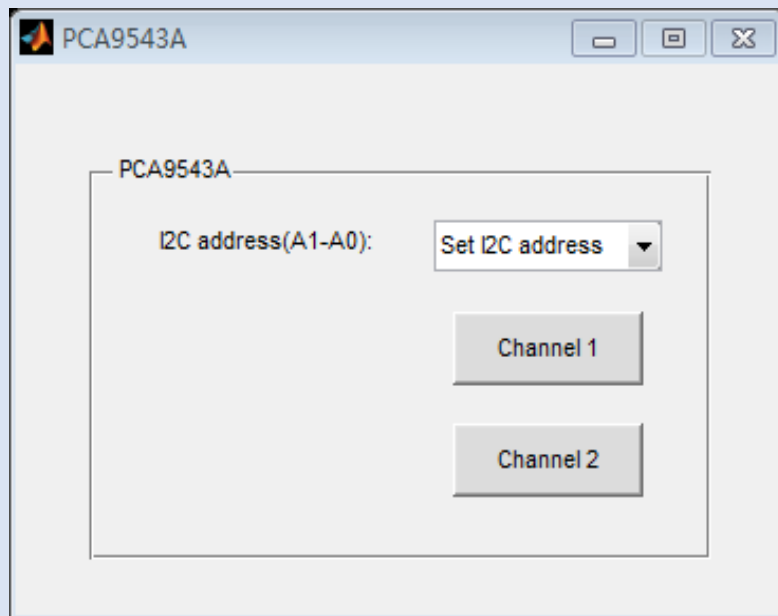 PCA9543A
PCA9543A
I2C address(A1-A0):
Set I2C address
Channel 1
Channel 2